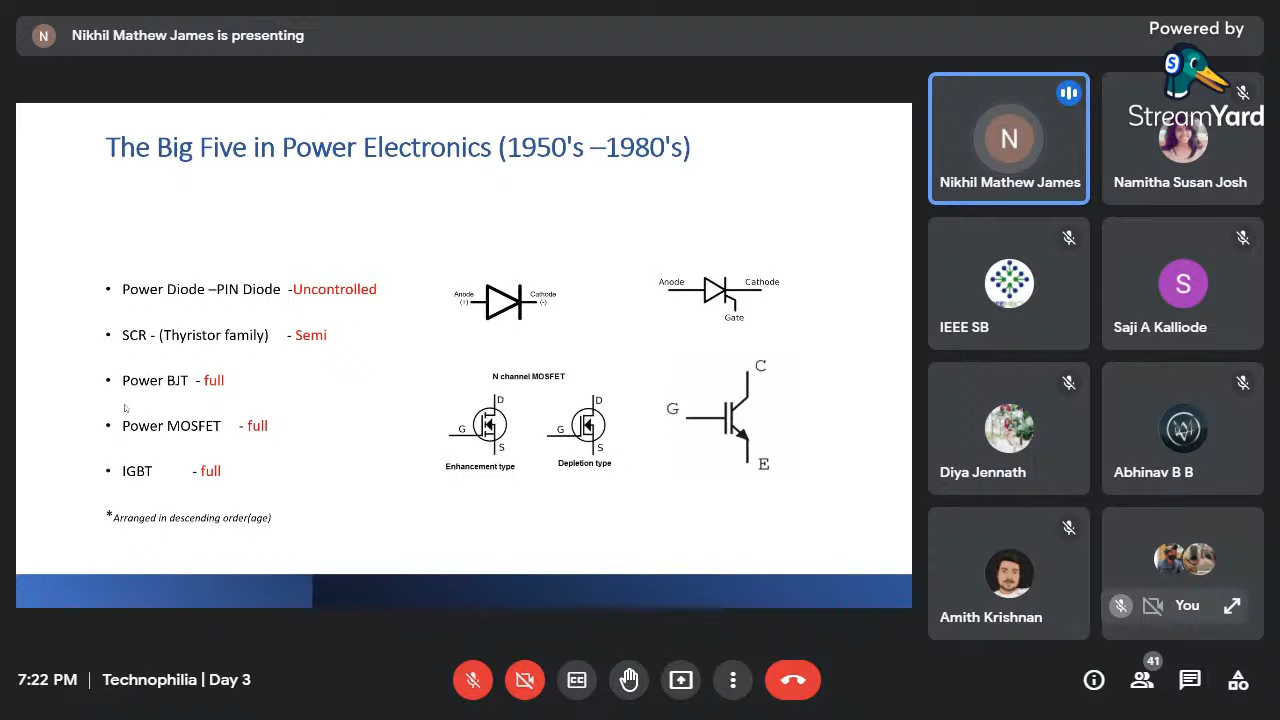 N Nikhil Mathew James is presenting
Powered by
StreamYard
The Big Five in Power Electronics (1950's –1980's)
• Power Diode –PIN Diode -Uncontrolled
• SCR - (Thyristor family) - Semi
• Power BJT - full
• Power MOSFET - full
• IGBT - full
*Arranged in descending order(age)
Anode
(+)
Cathode
(-)
Anode
Cathode
Gate
N channel MOSFET
D
G
S
Enhancement type
D
G
S
Depletion type
C
G
E
N
Nikhil Mathew James
Namitha Susan Josh
IEEE SB
S
Saji A Kalliode
Diya Jennath
Abhinav B B
Amith Krishnan
You
7:22 PM | Technophilia | Day 3
CC
41